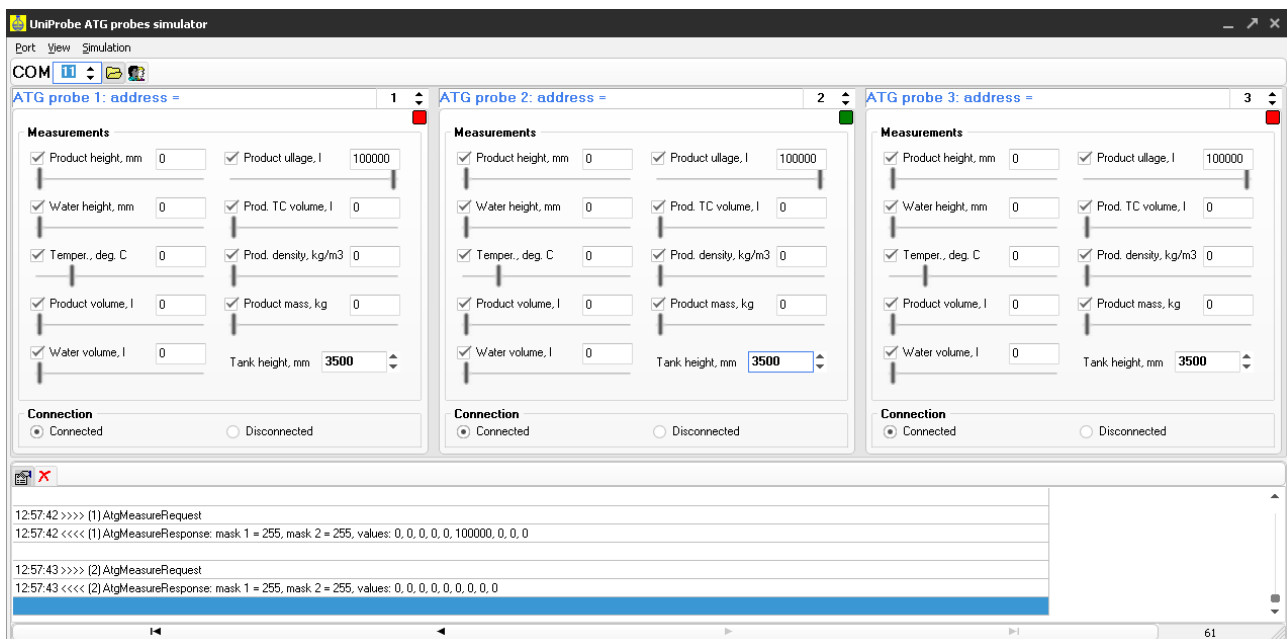 UniProbe ATG probes simulator
Port View Simulation
COM 11
ATG probe 1: address = 1
Measurements
Product height, mm 0 Product ullage, l 100000
Water height, mm 0 Prod. TC volume, l 0
Temper., deg. C 0 Prod. density, kg/m3 0
Product volume, l 0 Product mass, kg 0
Water volume, l 0 Tank height, mm 3500
Connection
Connected Disconnected
ATG probe 2: address = 2
Measurements
Product height, mm 0 Product ullage, l 100000
Water height, mm 0 Prod. TC volume, l 0
Temper., deg. C 0 Prod. density, kg/m3 0
Product volume, l 0 Product mass, kg 0
Water volume, l 0 Tank height, mm 3500
Connection
Connected Disconnected
ATG probe 3: address = 3
Measurements
Product height, mm 0 Product ullage, l 100000
Water height, mm 0 Prod. TC volume, l 0
Temper., deg. C 0 Prod. density, kg/m3 0
Product volume, l 0 Product mass, kg 0
Water volume, l 0 Tank height, mm 3500
Connection
Connected Disconnected
12:57:42 >>>> (1) AtgMeasureRequest
12:57:42 <<<< (1) AtgMeasureResponse: mask 1 = 255, mask 2 = 255, values: 0, 0, 0, 0, 0, 100000, 0, 0, 0
12:57:43 >>>> (2) AtgMeasureRequest
12:57:43 <<<< (2) AtgMeasureResponse: mask 1 = 255, mask 2 = 255, values: 0, 0, 0, 0, 0, 0, 0, 0, 0
61